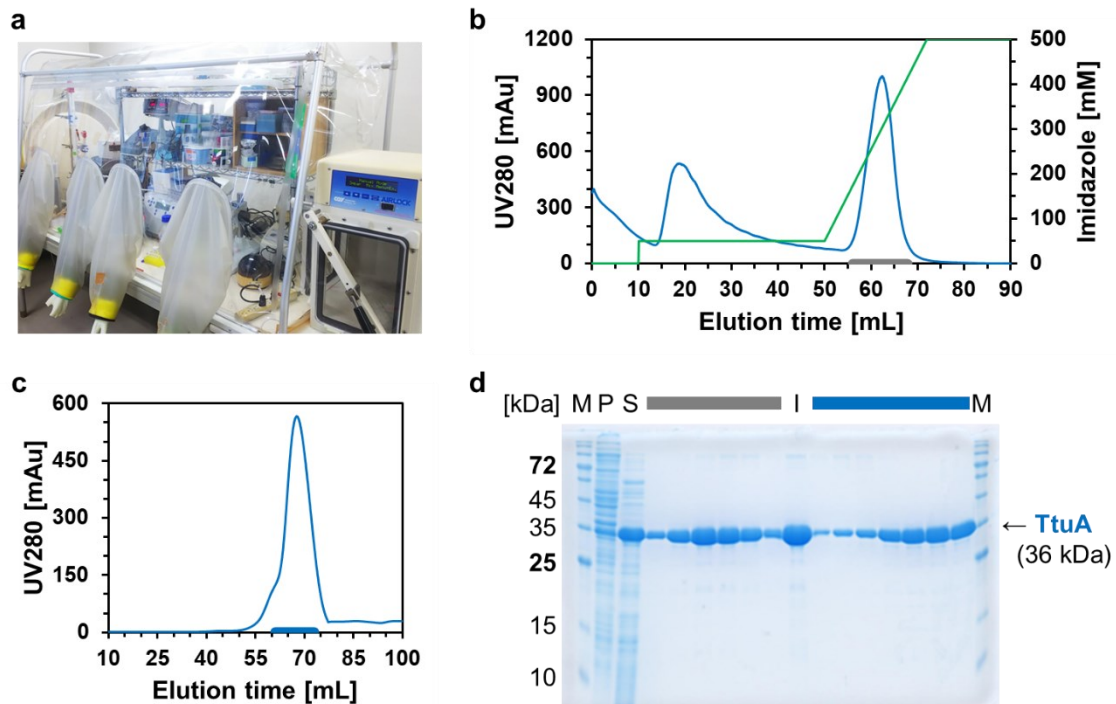 a
b
UV280 [mAu]
1200
900
600
300
0
0 10 20 30 40 50 60 70 80 90
Elution time [mL]
500
400
300
200
100
0
Imidazole [mM]
c
UV280 [mAu]
600
450
300
150
0
10 25 40 55 70 85 100
Elution time [mL]
d
[kDa] M P S I M
72
45
35
25
15
10
← TtuA
(36 kDa)